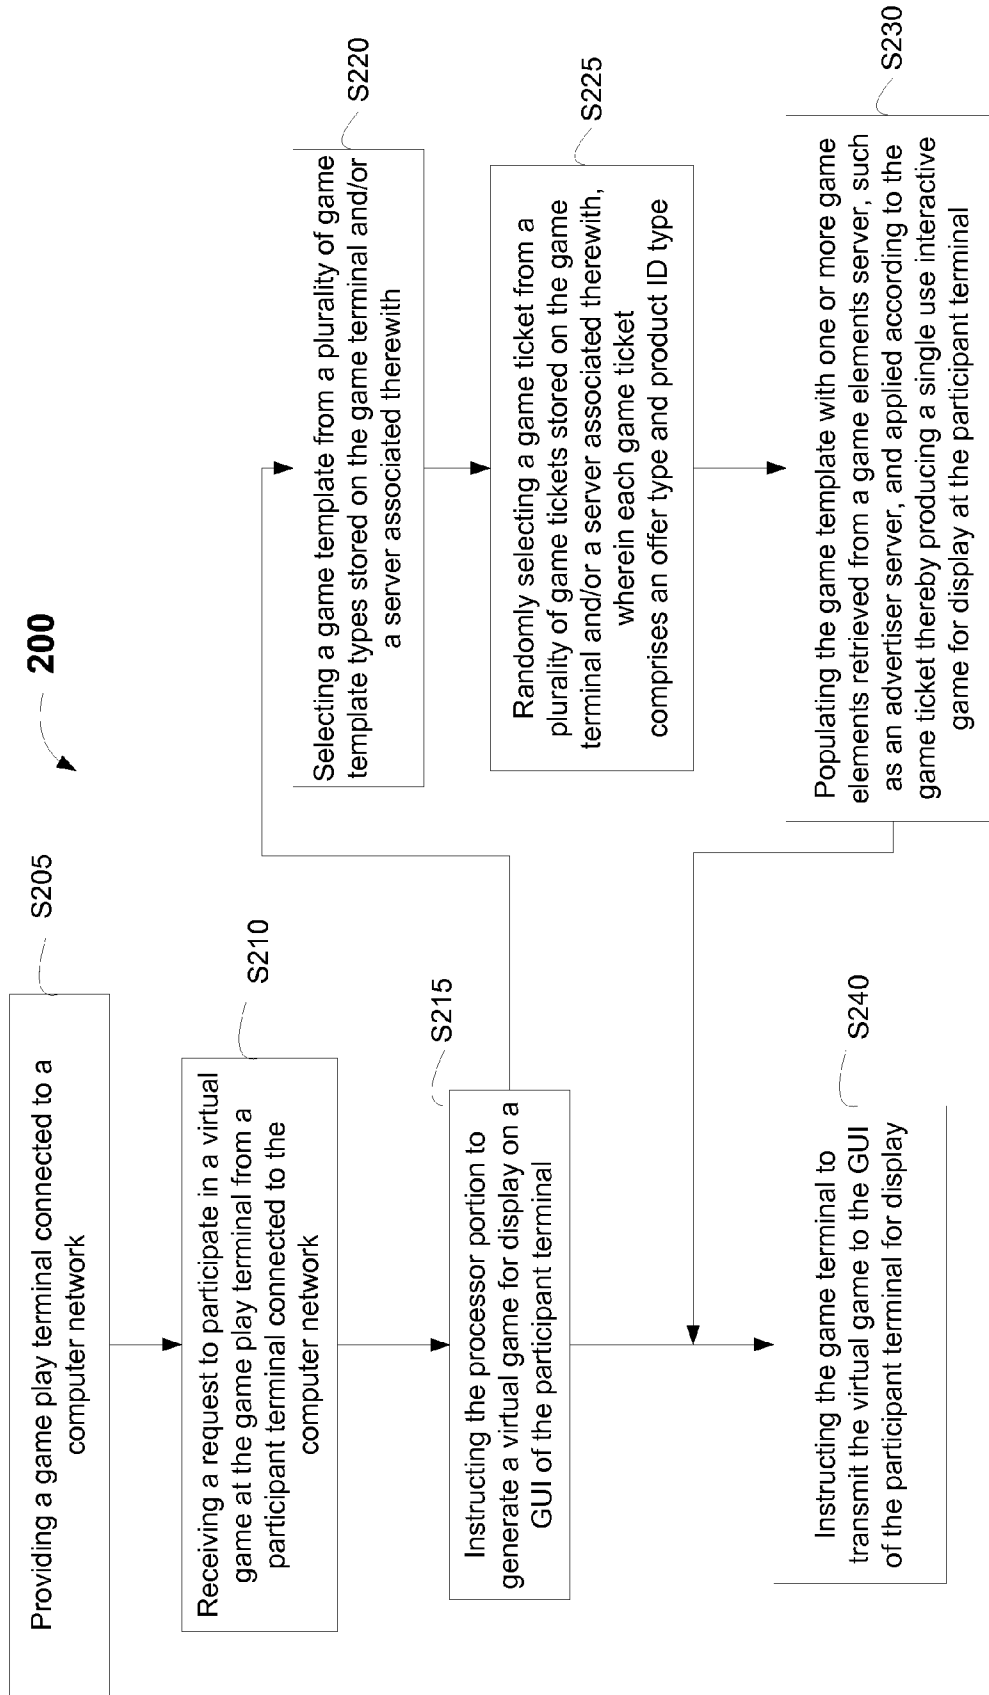 200
Providing a game play terminal connected to a
computer network
S205
Receiving a request to participate in a virtual
game at the game play terminal from a
participant terminal connected to the
computer network
S210
Instructing the processor portion to
generate a virtual game for display on a
GUI of the participant terminal
S215
Selecting a game template from a plurality of game
template types stored on the game terminal and/or
a server associated therewith
S220
Randomly selecting a game ticket from a
plurality of game tickets stored on the game
terminal and/or a server associated therewith,
wherein each game ticket
comprises an offer type and product ID type
S225
Populating the game template with one or more game
elements retrieved from a game elements server, such
as an advertiser server, and applied according to the
game ticket thereby producing a single use interactive
game for display at the participant terminal
S230
Instructing the game terminal to
transmit the virtual game to the GUI
of the participant terminal for display
S240